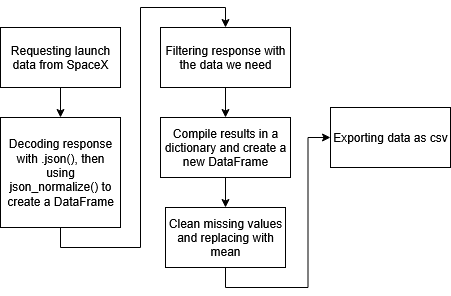 Requesting launch
data from SpaceX
Decoding response
with .json(), then
using
json_normalize() to
create a DataFrame
Filtering response with
the data we need
Compile results in a
dictionary and create a
new DataFrame
Clean missing values
and replacing with
mean
Exporting data as csv